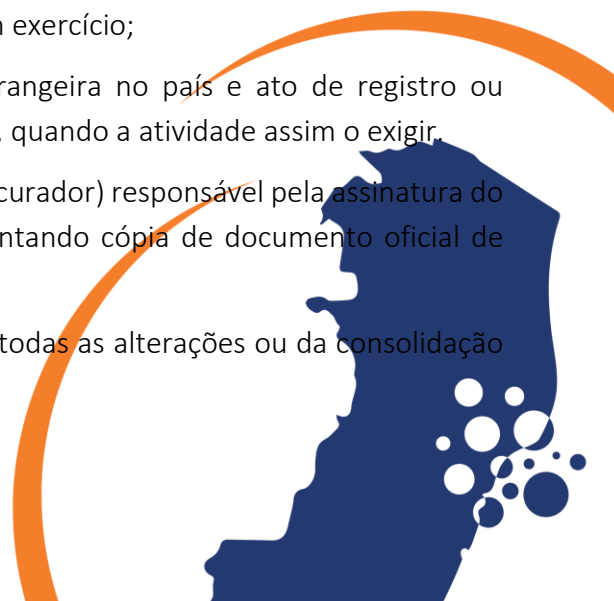 exercício;
rangeira no país e ato de registro ou
quando a atividade assim o exigir.
curador) responsável pela assinatura do
ntando cópia de documento oficial de
todas as alterações ou da consolidação